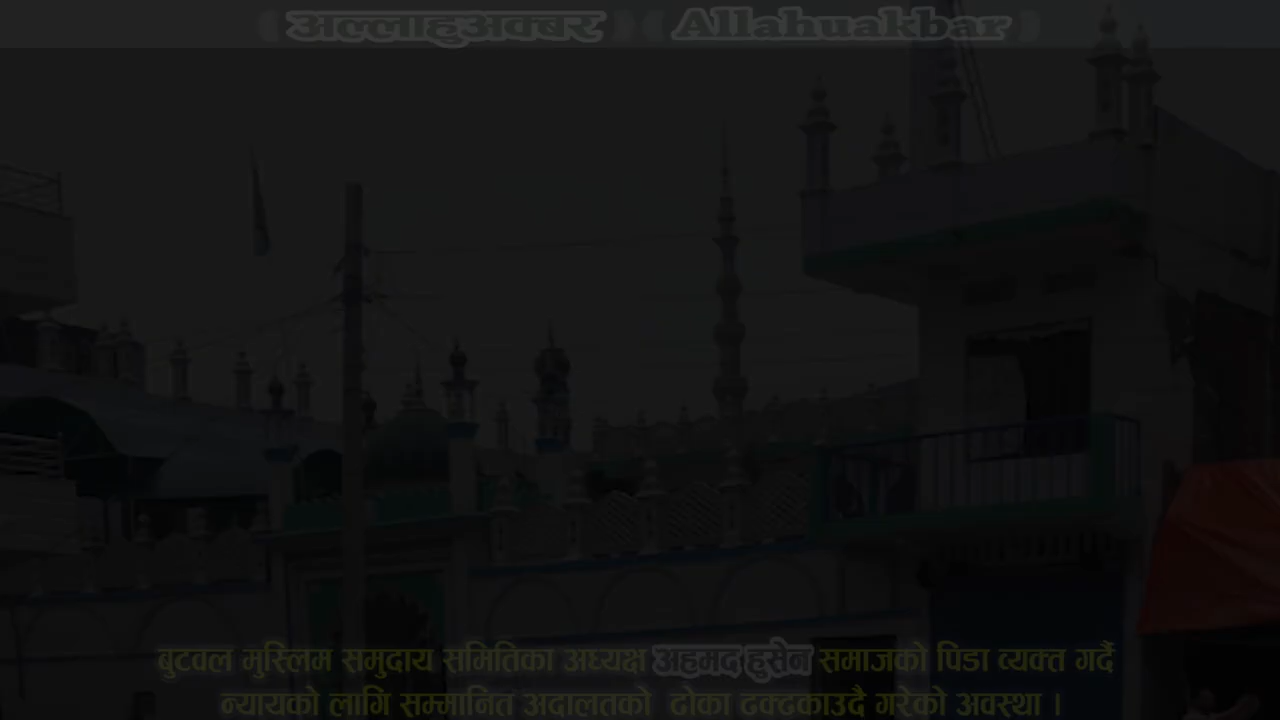 ( अल्लाहुअक्बर ) ( Allahuakbar )
बुटवल मुस्लिम समुदाय समितिका अध्यक्ष अहमद हुसेन समाजको पिडा व्यक्त गर्दै
न्यायको लागि सम्मानित अदालतको ढोका ढक्ढकाउदै गरेको अवस्था ।